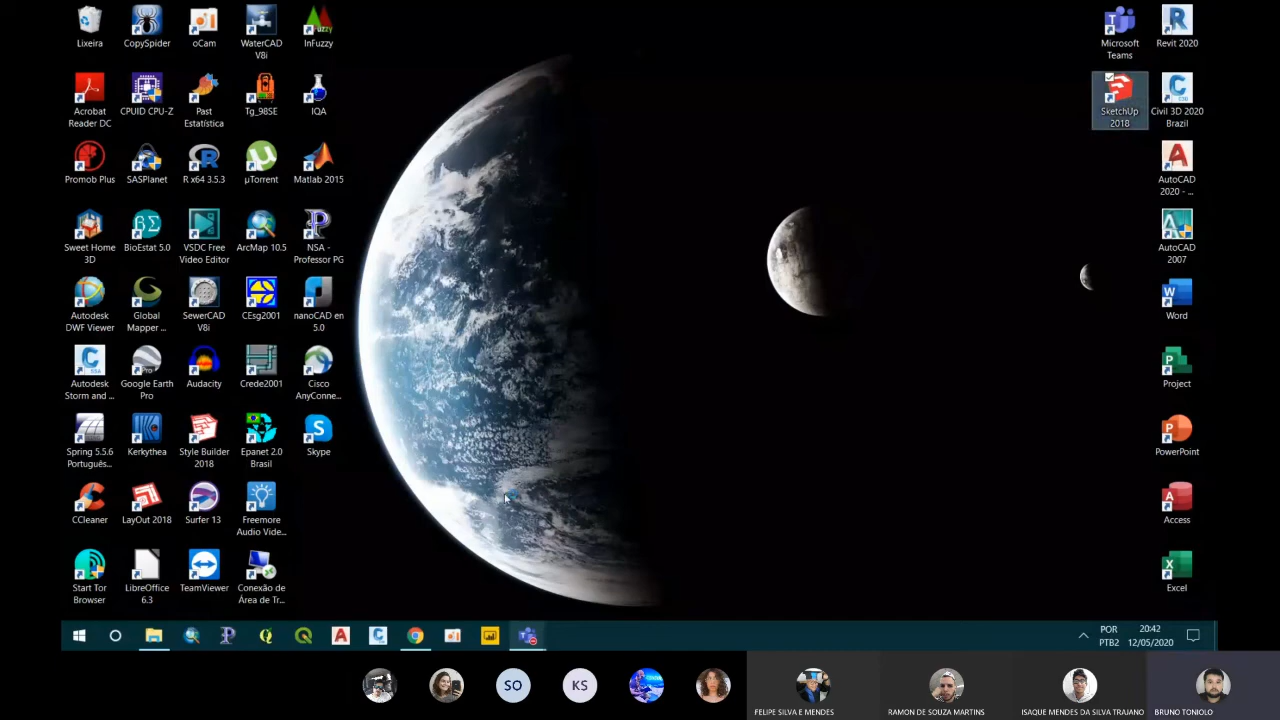 Lixeira
CopySpider
oCam
WaterCAD
V8i
InFuzzy
Acrobat
Reader DC
CPUID CPU-Z
Past
Estatística
Tg_98SE
IQA
Promob Plus
SASPlanet
R x64 3.5.3
µTorrent
Matlab 2015
Sweet Home
3D
BioEstat 5.0
VSDC Free
Video Editor
ArcMap 10.5
NSA -
Professor PG
Autodesk
DWF Viewer
Global
Mapper ...
SewerCAD
V8i
CEsg2001
nanoCAD en
5.0
Autodesk
Storm and ...
Google Earth
Pro
Audacity
Crede2001
Cisco
AnyConne...
Spring 5.5.6
Português...
Kerkythea
Style Builder
2018
Epanet 2.0
Brasil
Skype
CCleaner
LayOut 2018
Surfer 13
Freemore
Audio Vide...
Start Tor
Browser
LibreOffice
6.3
TeamViewer
Conexão de
Área de Tr...
Microsoft
Teams
Revit 2020
SketchUp
2018
Civil 3D 2020
Brazil
AutoCAD
2020 - ...
AutoCAD
2007
Word
Project
PowerPoint
Access
Excel
POR
PTB2
20:42
12/05/2020
SO
KS
FELIPE SILVA E MENDES
RAMON DE SOUZA MARTINS
ISAQUE MENDES DA SILVA TRAJANO
BRUNO TONIOLO